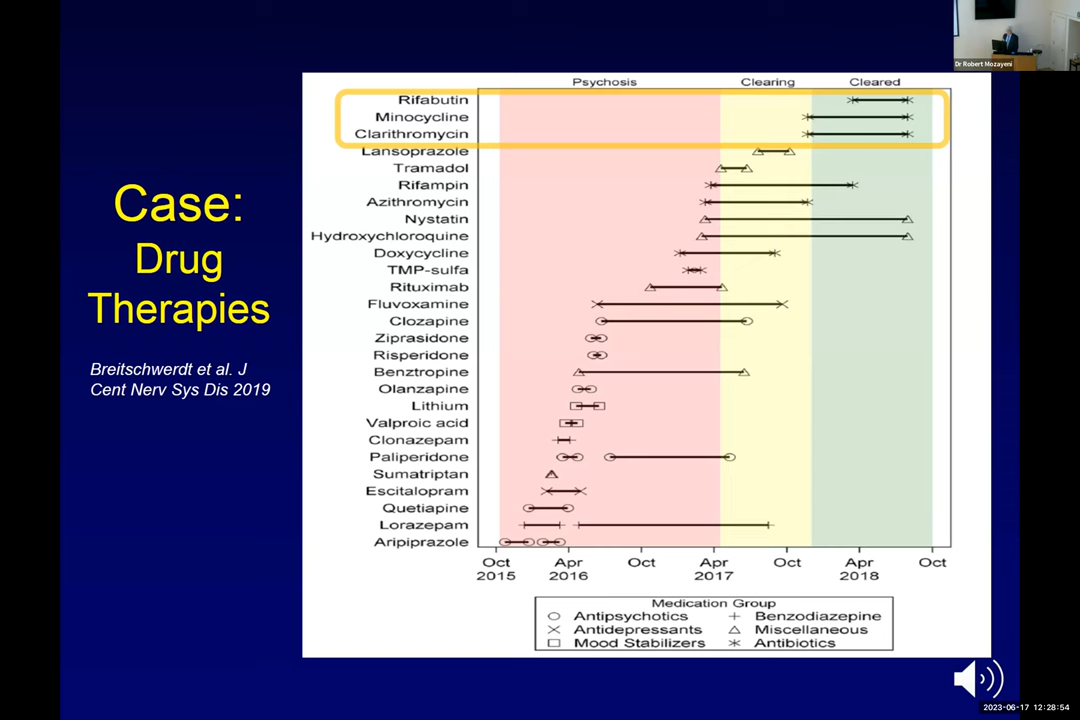 Dr Robert Mozayeni
Case:
Drug
Therapies
Breitschwerdt et al. J
Cent Nerv Sys Dis 2019
Psychosis Clearing Cleared
Rifabutin
Minocycline
Clarithromycin
Lansoprazole
Tramadol
Rifampin
Azithromycin
Nystatin
Hydroxychloroquine
Doxycycline
TMP-sulfa
Rituximab
Fluvoxamine
Clozapine
Ziprasidone
Risperidone
Benztropine
Olanzapine
Lithium
Valproic acid
Clonazepam
Paliperidone
Sumatriptan
Escitalopram
Quetiapine
Lorazepam
Aripiprazole
Oct Apr Oct Apr Oct Apr Oct
2015 2016 2017 2018
Medication Group
Antipsychotics Benzodiazepine
Antidepressants Miscellaneous
Mood Stabilizers Antibiotics
2023-06-17 12:28:54